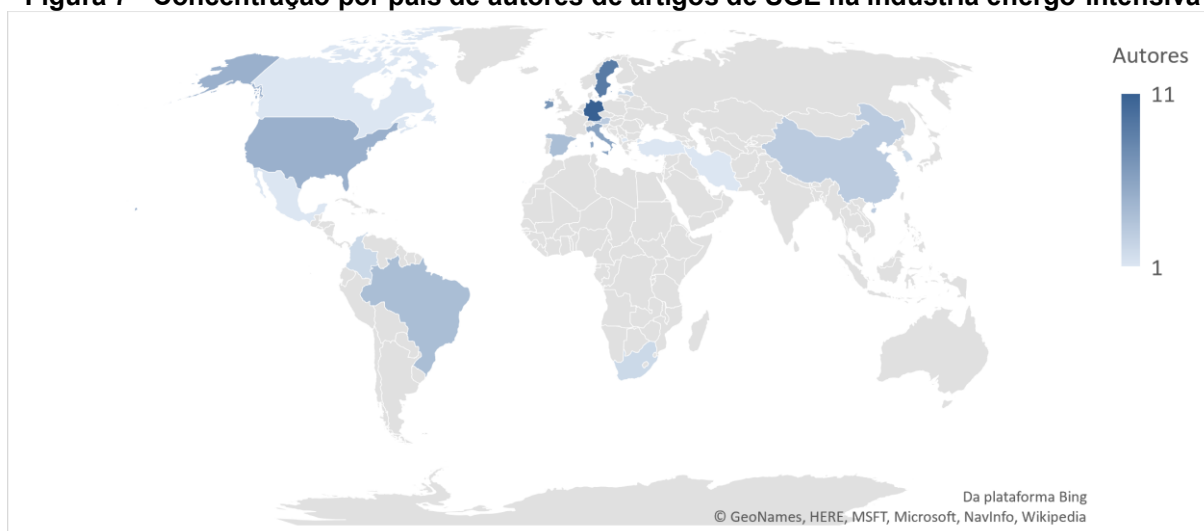 Figura 7 - Concentração por país de autores de artigos de SGE na indústria energo-intensiva
Autores
11
1
Da plataforma Bing
© GeoNames, HERE, MSFT, Microsoft, NavInfo, Wikipedia